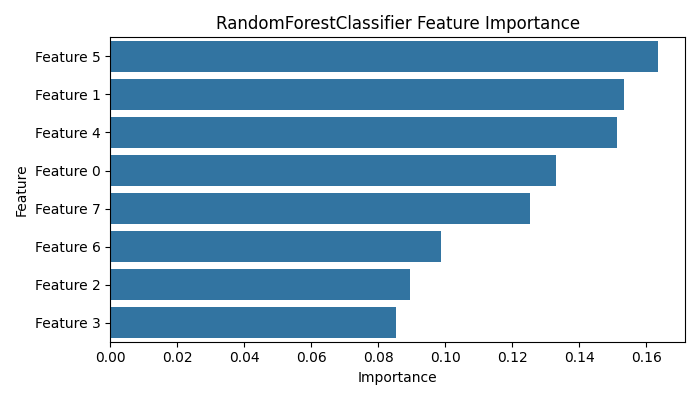 RandomForestClassifier Feature Importance
Feature
Feature 5
Feature 1
Feature 4
Feature 0
Feature 7
Feature 6
Feature 2
Feature 3
0.00 0.02 0.04 0.06 0.08 0.10 0.12 0.14 0.16
Importance